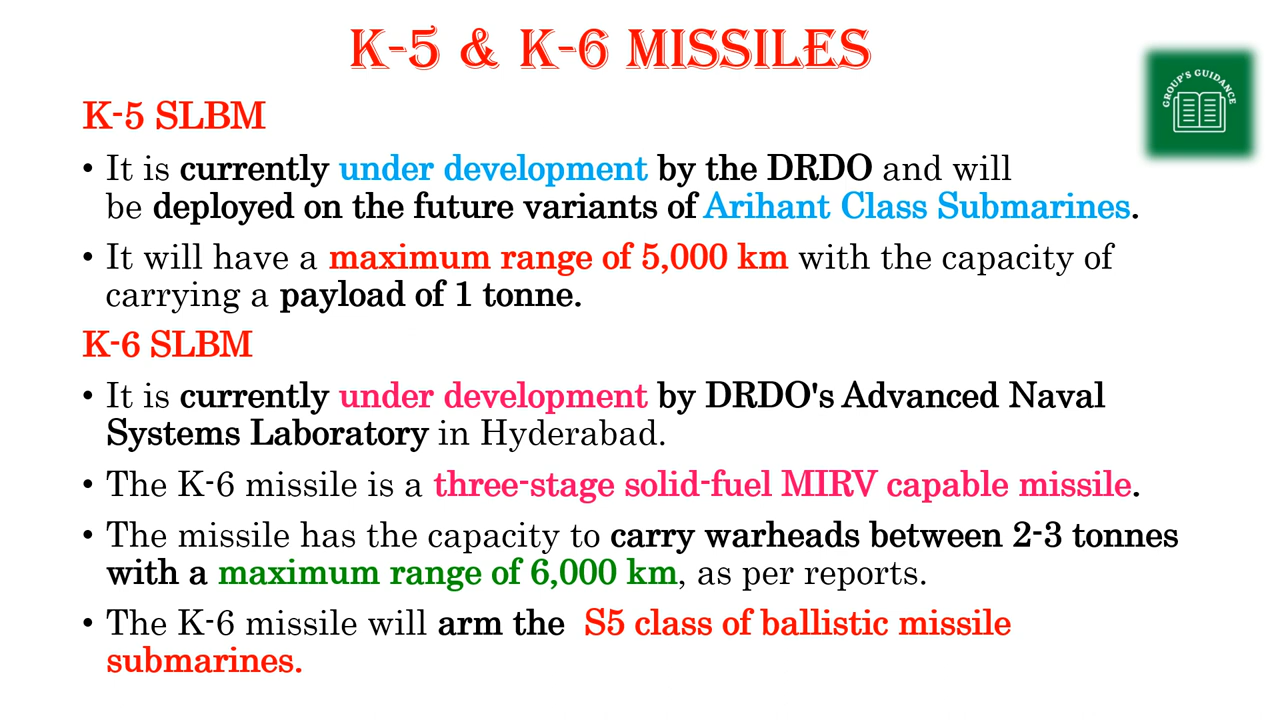 K-5 & K-6 MISSILES
GROUP'S GUIDANCE
K-5 SLBM
• It is currently under development by the DRDO and will
be deployed on the future variants of Arihant Class Submarines.
• It will have a maximum range of 5,000 km with the capacity of
carrying a payload of 1 tonne.
K-6 SLBM
• It is currently under development by DRDO's Advanced Naval
Systems Laboratory in Hyderabad.
• The K-6 missile is a three-stage solid-fuel MIRV capable missile.
• The missile has the capacity to carry warheads between 2-3 tonnes
with a maximum range of 6,000 km, as per reports.
• The K-6 missile will arm the S5 class of ballistic missile
submarines.